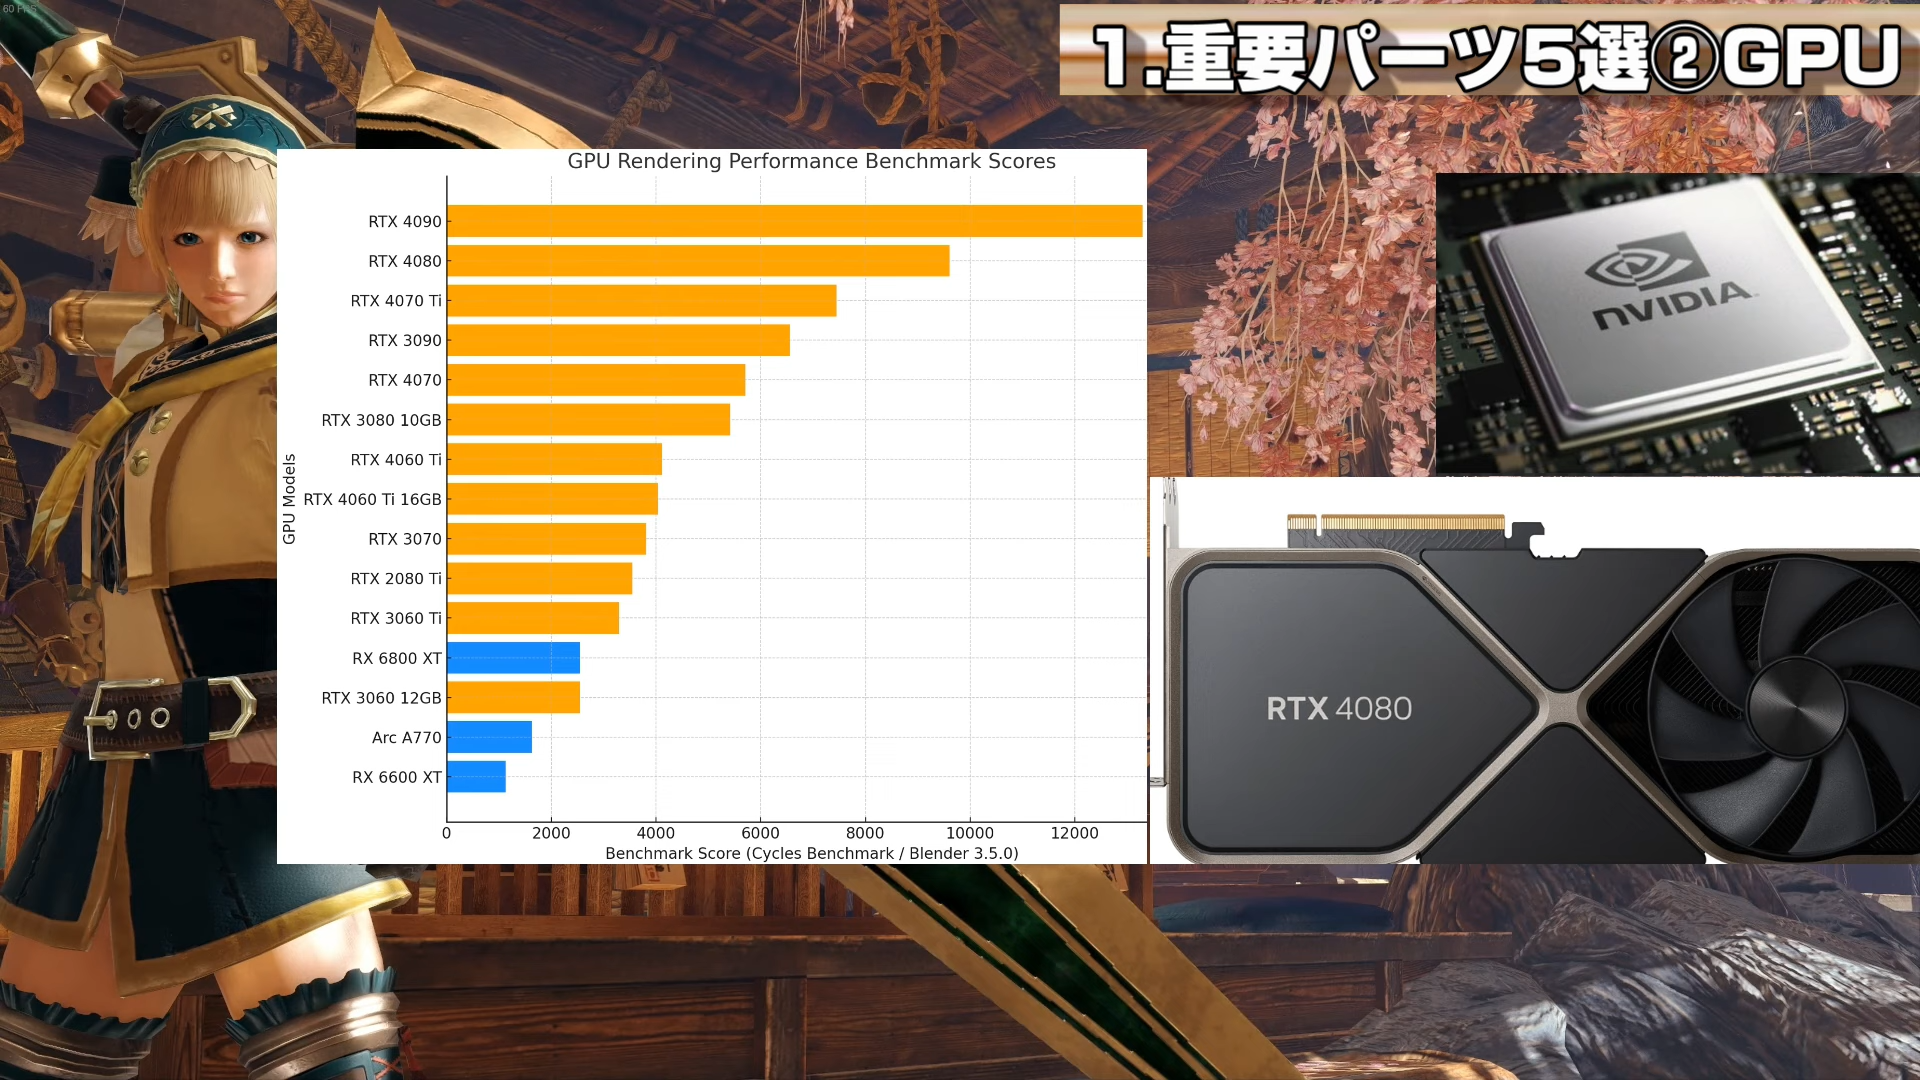 60 FPS
1.重要パーツ5選②GPU
GPU Rendering Performance Benchmark Scores
GPU Models
RTX 4090
RTX 4080
RTX 4070 Ti
RTX 3090
RTX 4070
RTX 3080 10GB
RTX 4060 Ti
RTX 4060 Ti 16GB
RTX 3070
RTX 2080 Ti
RTX 3060 Ti
RX 6800 XT
RTX 3060 12GB
Arc A770
RX 6600 XT
0 2000 4000 6000 8000 10000 12000
Benchmark Score (Cycles Benchmark / Blender 3.5.0)
NVIDIA
RTX 4080